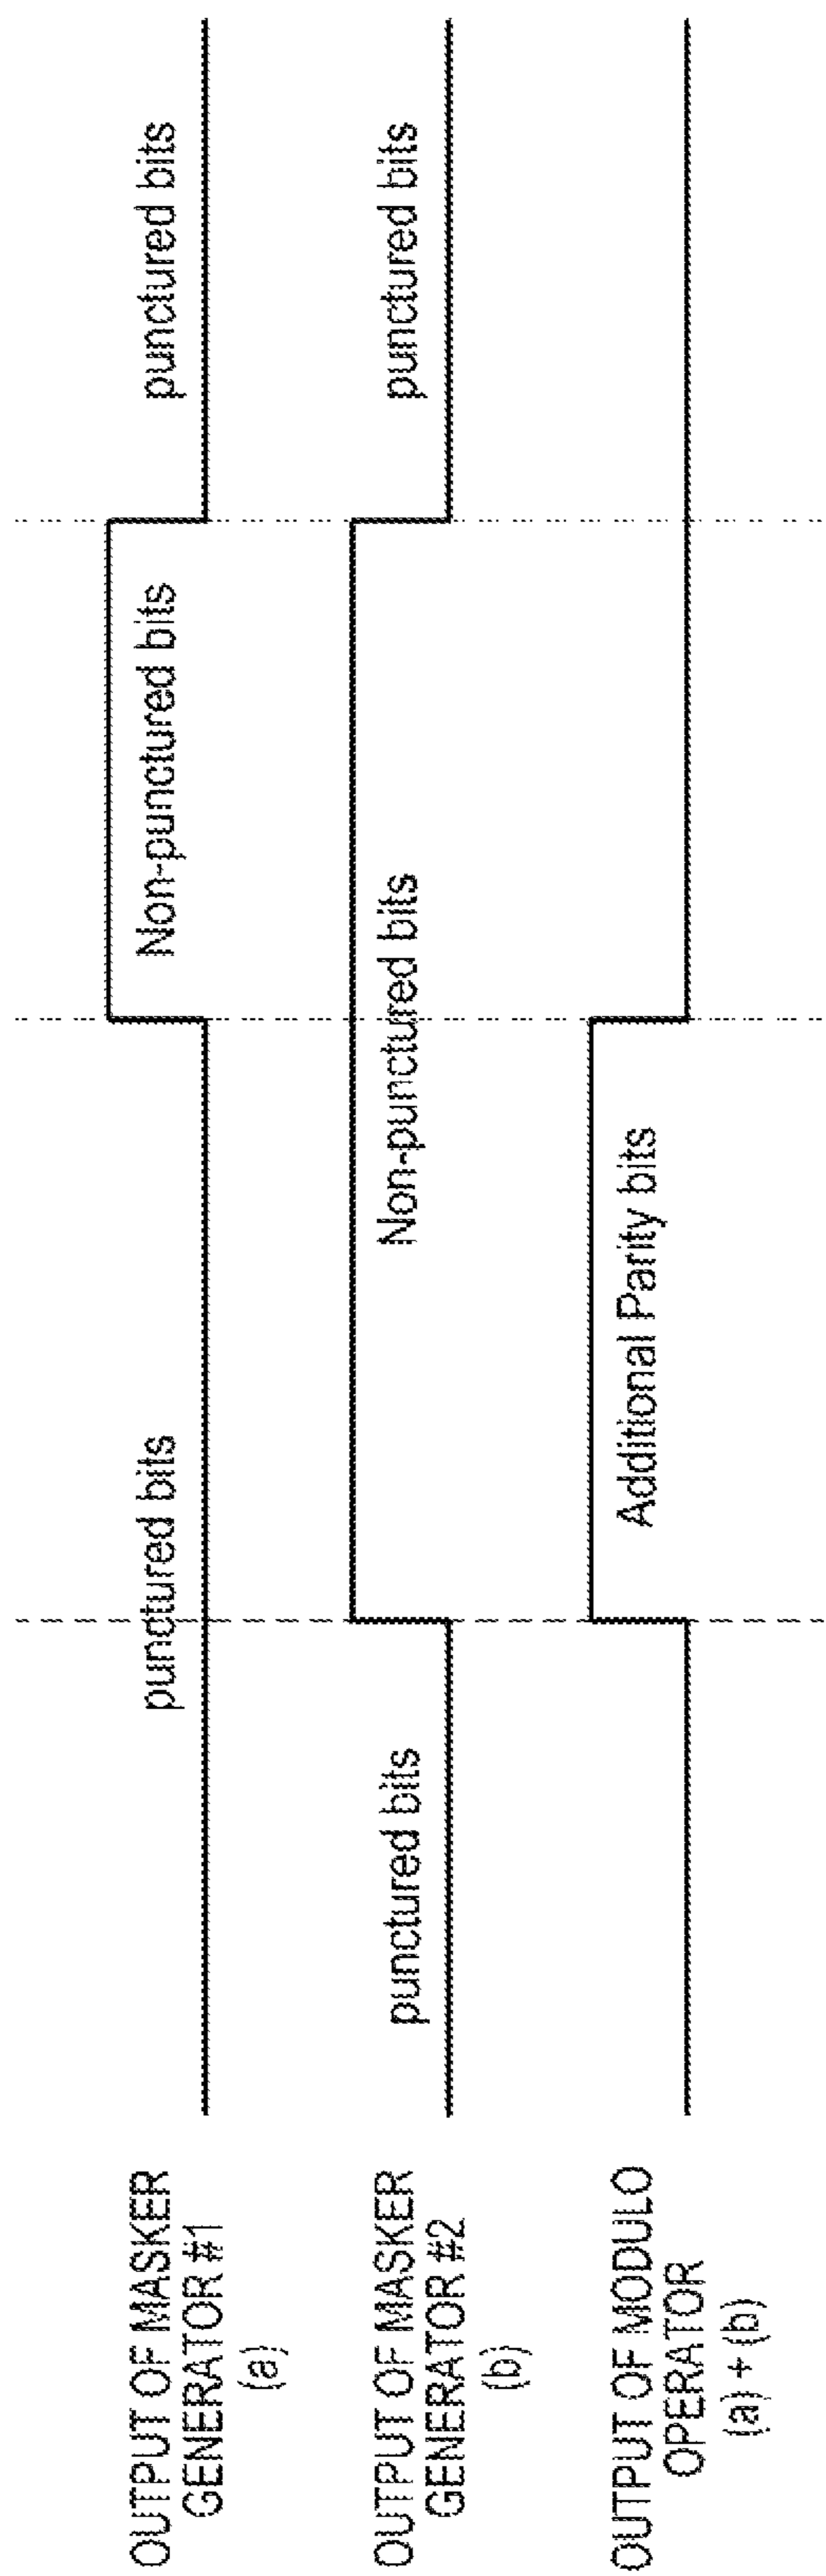 OUTPUT OF MASKER
GENERATOR #1
(a)
punctured bits
Non-punctured bits
punctured bits
OUTPUT OF MASKER
GENERATOR #2
(b)
punctured bits
Non-punctured bits
punctured bits
OUTPUT OF MODULO
OPERATOR
(a) + (b)
Additional Parity bits